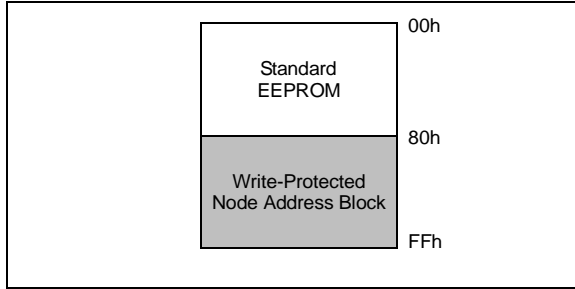 00h
Standard
EEPROM
80h
Write-Protected
Node Address Block
FFh